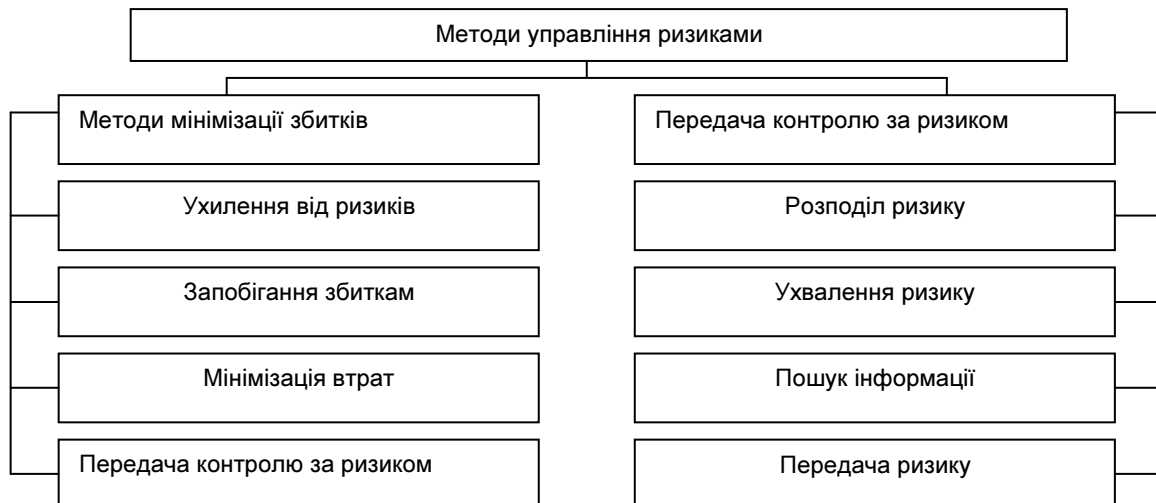 Методи управління ризиками
Методи мінімізації збитків
Ухилення від ризиків
Запобігання збиткам
Мінімізація втрат
Передача контролю за ризиком
Передача контролю за ризиком
Розподіл ризику
Ухвалення ризику
Пошук інформації
Передача ризику